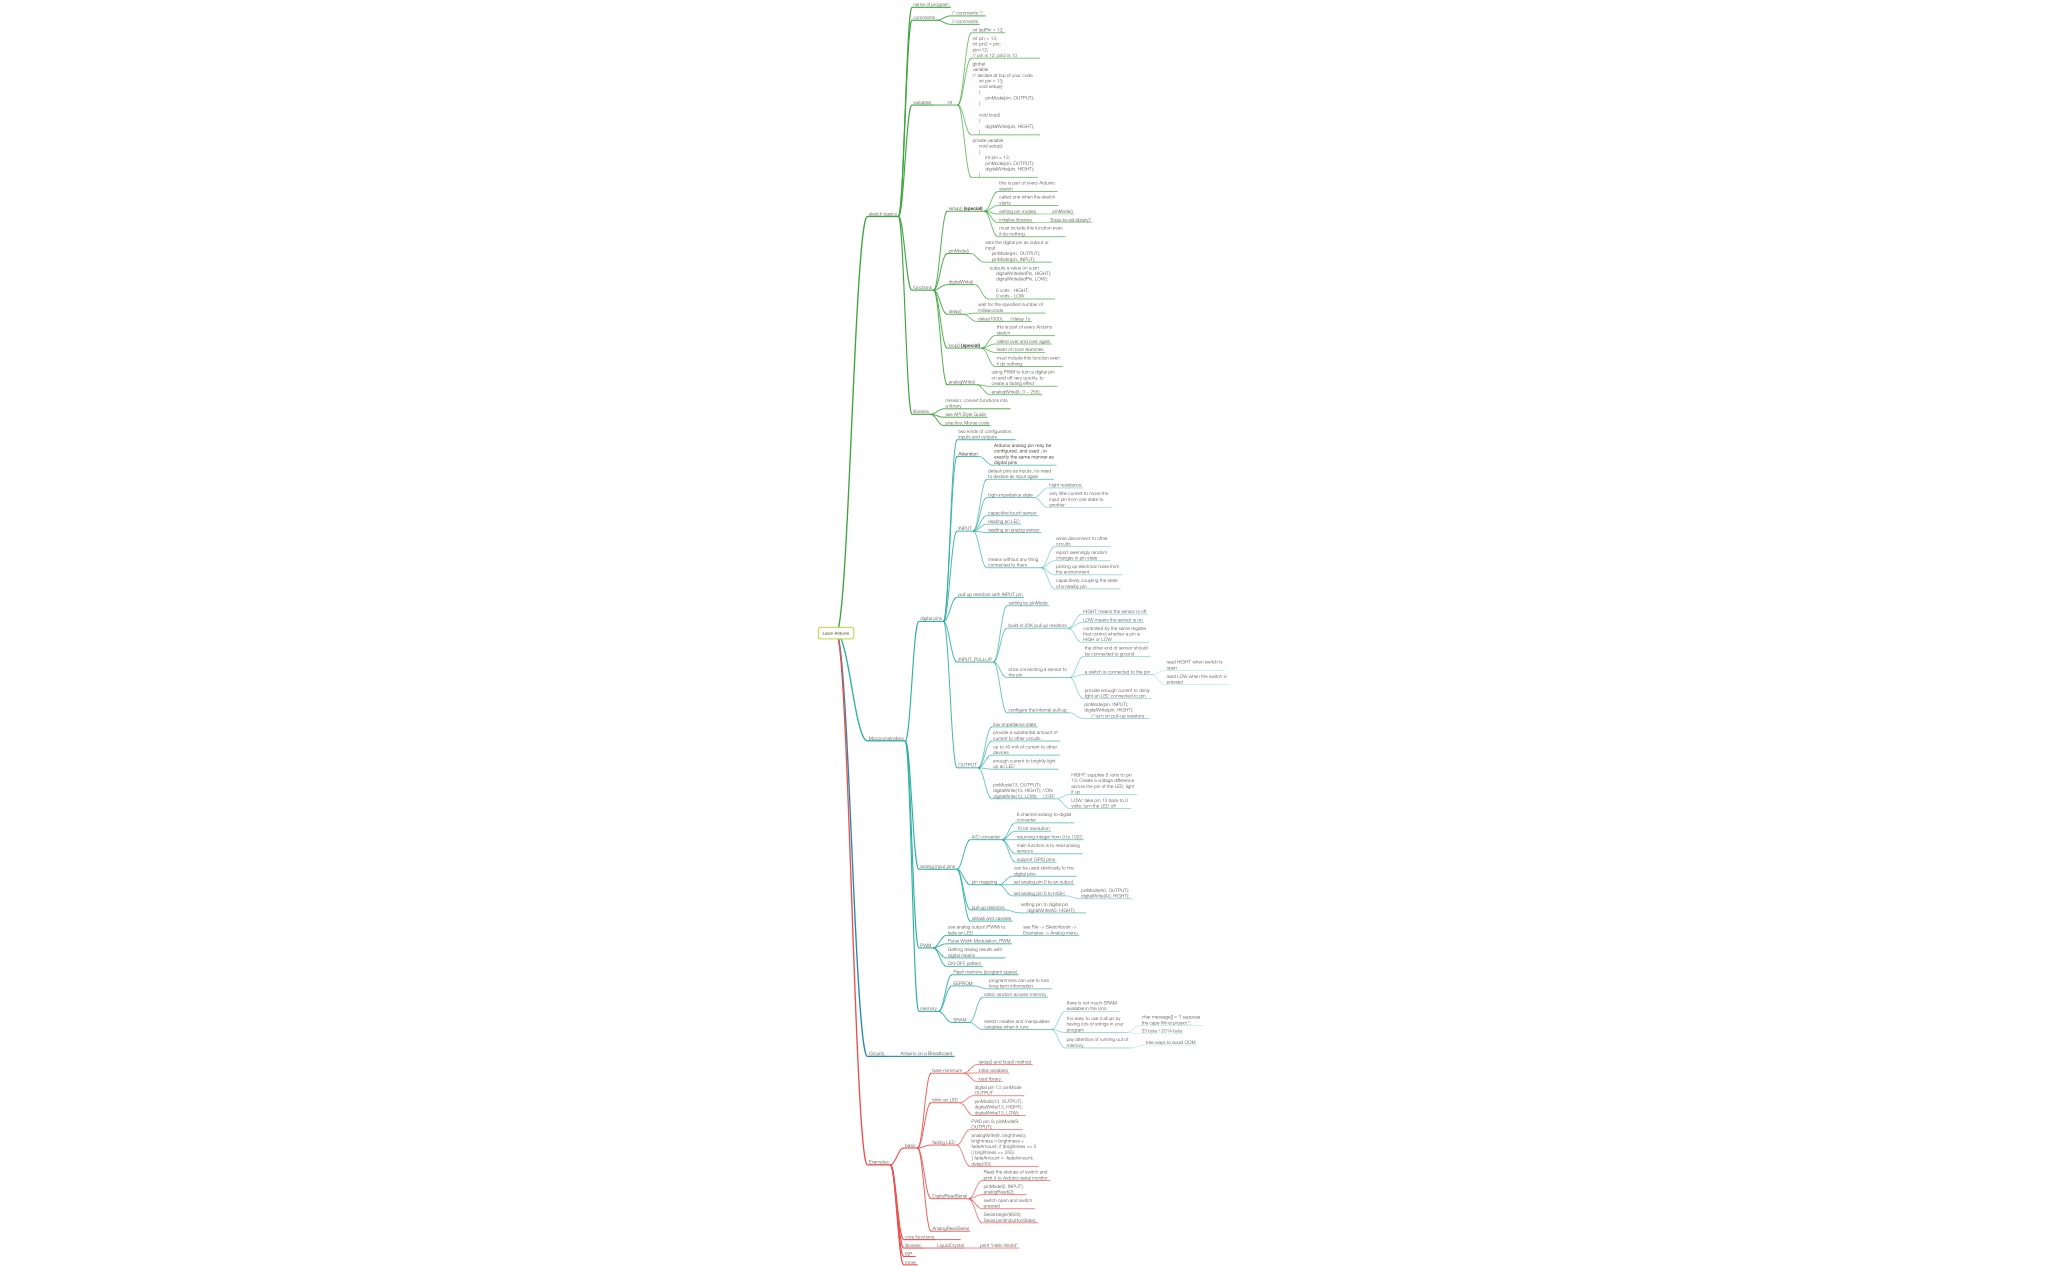 name of program
comments
/* comments */
// comments
int ledPin = 13;
int pin = 13;
int pin2 = pin;
pin=12;
// pin is 12, pin2 is 13
global
variable
// declare at top of your code
int pin = 13;
void setup()
{
pinMode(pin, OUTPUT);
}
void loop()
{
digitalWrite(pin, HIGHT);
}
variables
int
private variable
void setup()
{
int pin = 13;
pinMode(pin, OUTPUT);
digitalWrite(pin, HIGHT);
}
sketch basics
this is part of every Arduino
sketch
called one when the sketch
starts
setup() (special)
setting pin modes
pinMode()
initialize libraries
must include this function even
if do nothing
pinMode()
sets the digital pin as output or
input
pinMode(pin, OUTPUT);
pinMode(pin, INPUT);
digitalWrite()
outputs a value on a pin
digitalWrite(ledPin, HIGHT);
digitalWrite(ledPin, LOW);
5 volts - HIGHT;
0 volts - LOW
functions
delay()
wait for the specified number of
milliseconds
delay(1000); //delay 1s
loop() (special)
this is part of every Arduino
sketch
called over and over again
heart of most sketches
must include this function even
if do nothing
analogWrite()
using PWM to turn a digital pin
on and off very quickly, to
create a fading effect
analogWrite(9, 0 ~ 255);
libraries
mission: convert functions into
a library
see API Style Guide
practice: Morse code
two kinds of configuration:
inputs and outputs
Attention
Arduino analog pin may be
configured, and used , in
exactly the same manner as
digital pins
default pins as inputs, no need
to declare as input again
high-impedance state
hight resistance
very little current to move the
input pin from one state to
another
capacitive touch sensor
reading an LED
reading an analog sensor
INPUT
means without any thing
connected to them
wires disconnect to other
circuits
report seemingly random
changes in pin state
picking up electrical noise from
the environment
capacitively coupling the state
of a nearby pin
pull up resistors with INPUT pin
digital pins
setting by pinMode
build-in 20K pull up resistors
HIGHT means the sensor is off
LOW means the sensor is on
controlled by the same register
that control whether a pin is
HIGH or LOW
INPUT_PULLUP
once connecting a sensor to
the pin
the other end of sensor should
be connected to ground
a switch is connected to the pin
read HIGHT when switch is
open
read LOW when the switch is
pressed
provide enough current to dimly
light an LED connected to pin
configure the internal pull-up
pinMode(pin, INPUT);
digitalWrite(pin, HIGHT);
// turn on pull-up resistors
Learn Arduino
low-impedance state
provide a substantial amount of
current to other circuits
up to 40 mA of current to other
devices
enough current to brightly light
up an LED
OUTPUT
pinMode(13, OUTPUT);
digitalWrite(13, HIGHT); //ON
digitalWrite(13, LOW); //OFF
HIGHT: supplies 5 volts to pin
13. Create a voltage difference
across the pin of the LED, light
it up
LOW: take pin 13 back to 0
volts, turn the LED off
Microcontrollers
A/D converter
6 channel analog-to-digital
converter
10 bit resolution
returning integer from 0 to 1023
main function is to read analog
sensors
support GPIO pins
analog input pins
pin mapping
can be used identically to the
digital pins
set analog pin 0 to an output
set analog pin 0 to HIGH
pinMode(A0, OUTPUT);
digitalWrite(A0, HIGHT);
pull-up resistors
setting pin to digital pin
digitalWrite(A0, HIGHT);
details and caveats
PWM
use analog output (PWM) to
fade an LED
see File -> Sketchbook ->
Examples -> Analog menu
Pulse Width Modulation, PWM
Getting analog results with
digital means
ON-OFF pattern
memory
Flash memory (program space)
EEPROM
programmers can use to tore
long-term information
SRAM
static random access memory
sketch creates and manipulates
variables when it runs
there is not much SRAM
available in the Uno
it is easy to use it all up by
having lots of strings in your
program
char message[] = "I suppose
the cape Wind project.";
33 byte / 2014 byte
pay attention of running out of
memory
tree ways to avoid OOM
Circuits
Arduino on a Breadboard
bare minimum
setup() and loop() method
initial variables
load library
blink an LED
digital pin 13, pinMode
OUTPUT
pinMode(13, OUTPUT);
digitalWrite(13, HIGHT);
digitalWrite(13, LOW);
basic
fading LED
OUTPUT);
analogWrite(9, brightness);
brightness = brightness +
fadeAmount; if (brightness == 0
|| brightness == 255)
{ fadeAmount = -fadeAmount;
delay(30);
Examples
DigitalReadSerial
Read the statues of switch and
print it to Arduino serial monitor
pinMode(2, INPUT);
analogRead(2);
switch open and switch
pressed
Serial.begin(9600);
Serial.println(buttonState);
AnalogReadSerial
core functions
libraries
LiquidCrystal
print "Hello World"
more